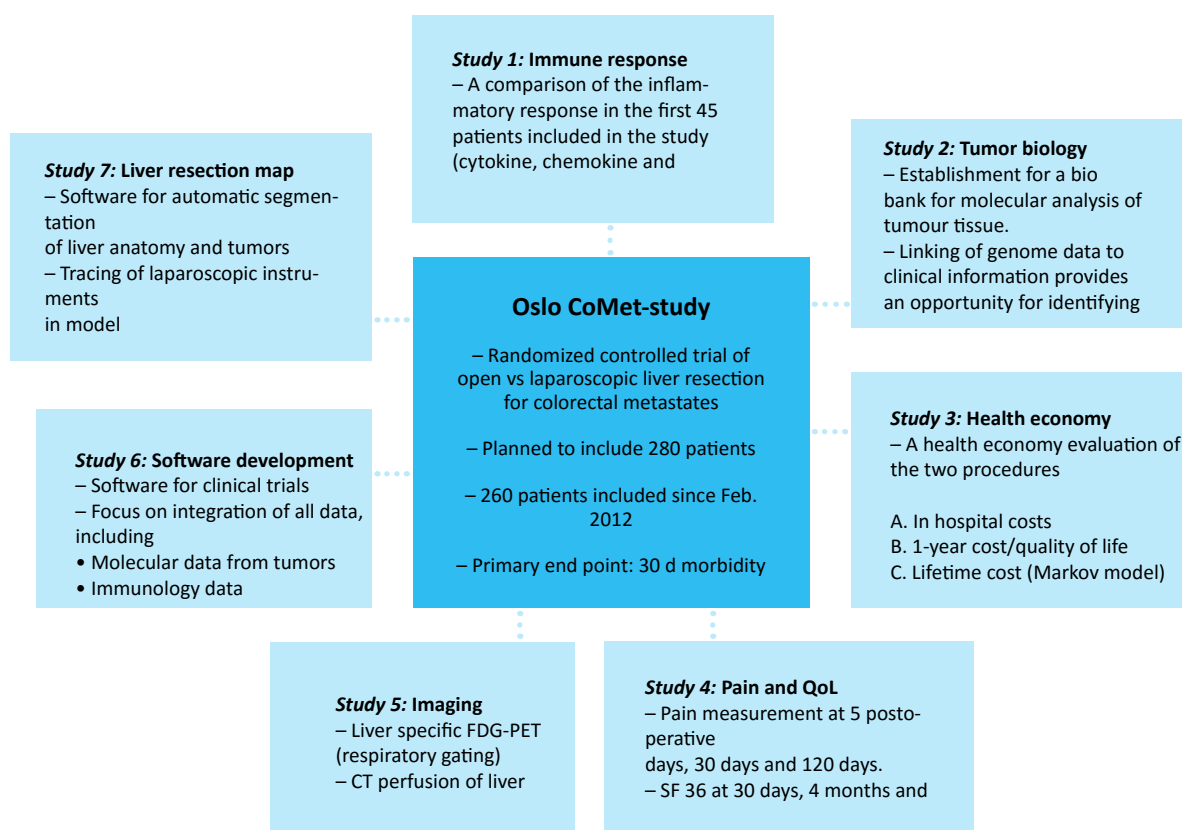 Study 1: Immune response
– A comparison of the inflam-
matory response in the first 45
patients included in the study
(cytokine, chemokine and
Study 7: Liver resection map
– Software for automatic segmen-
tation
of liver anatomy and tumors
– Tracing of laparoscopic instru-
ments
in model
Study 2: Tumor biology
– Establishment for a bio
bank for molecular analysis of
tumour tissue.
– Linking of genome data to
clinical information provides
an opportunity for identifying
Oslo CoMet-study
– Randomized controlled trial of
open vs laparoscopic liver resection
for colorectal metastates
– Planned to include 280 patients
– 260 patients included since Feb.
2012
– Primary end point: 30 d morbidity
Study 3: Health economy
– A health economy evaluation of
the two procedures
A. In hospital costs
B. 1-year cost/quality of life
C. Lifetime cost (Markov model)
Study 6: Software development
– Software for clinical trials
– Focus on integration of all data,
including
• Molecular data from tumors
• Immunology data
Study 5: Imaging
– Liver specific FDG-PET
(respiratory gating)
– CT perfusion of liver
Study 4: Pain and QoL
– Pain measurement at 5 posto-
perative
days, 30 days and 120 days.
– SF 36 at 30 days, 4 months and